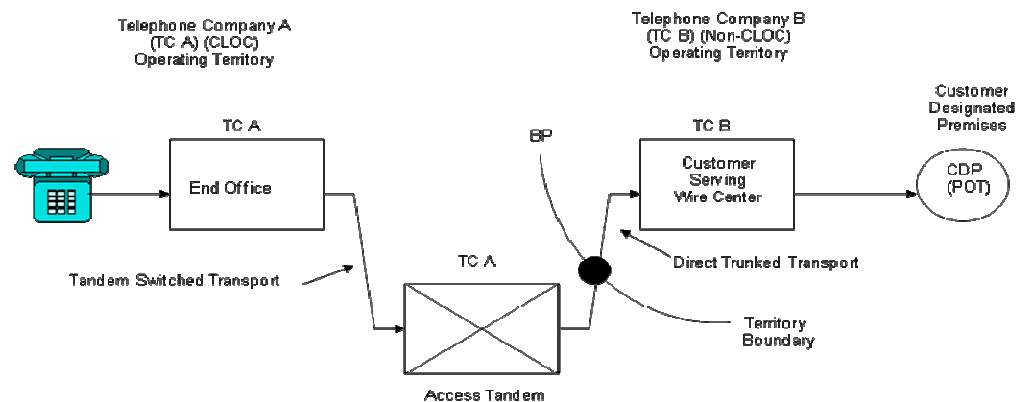 Telephone Company A
(TC A) (CLOC)
Operating Territory
Telephone Company B
(TC B) (Non-CLOC)
Operating Territory
Customer
Designated
Premises
TC A
End Office
BP
TC B
Customer
Serving
Wire Center
CDP
(POT)
Tandem Switched Transport
TC A
Direct Trunked Transport
Territory
Boundary
Access Tandem